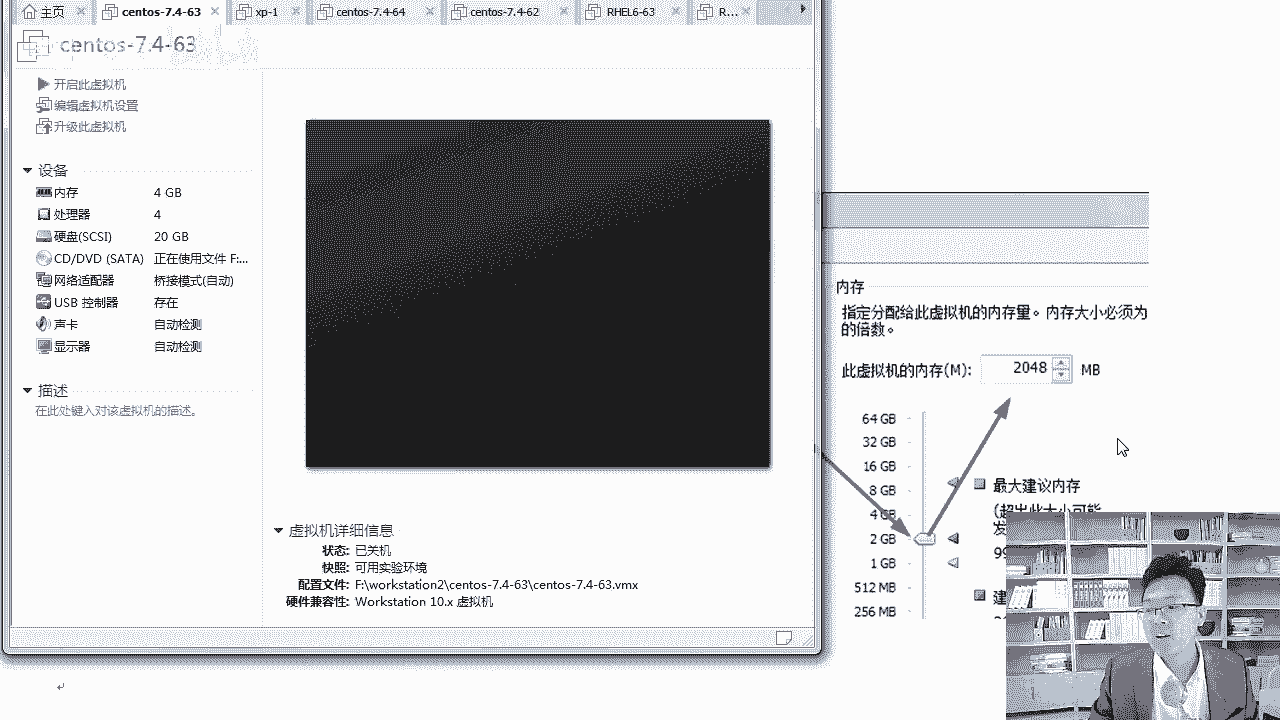 主页
centos-7.4-63
xp-1
centos-7.4-64
centos-7.4-62
RHEL6-63
R...
centos-7.4-63
开启此虚拟机
编辑虚拟机设置
升级此虚拟机
设备
内存 4 GB
处理器 4
硬盘(SCSI) 20 GB
CD/DVD (SATA) 正在使用文件 F:...
网络适配器 桥接模式(自动)
USB 控制器 存在
声卡 自动检测
显示器 自动检测
描述
在此处键入对该虚拟机的描述。
虚拟机详细信息
状态: 已关机
快照: 可用实验环境
配置文件: F:\workstation2\centos-7.4-63\centos-7.4-63.vmx
硬件兼容性: Workstation 10.x 虚拟机
内存
指定分配给此虚拟机的内存量。内存大小必须为
的倍数。
此虚拟机的内存(M): 2048 MB
64 GB
32 GB
16 GB
8 GB
4 GB
2 GB
1 GB
512 MB
256 MB
最大建议内存
(超出此大小可能
发
99
建